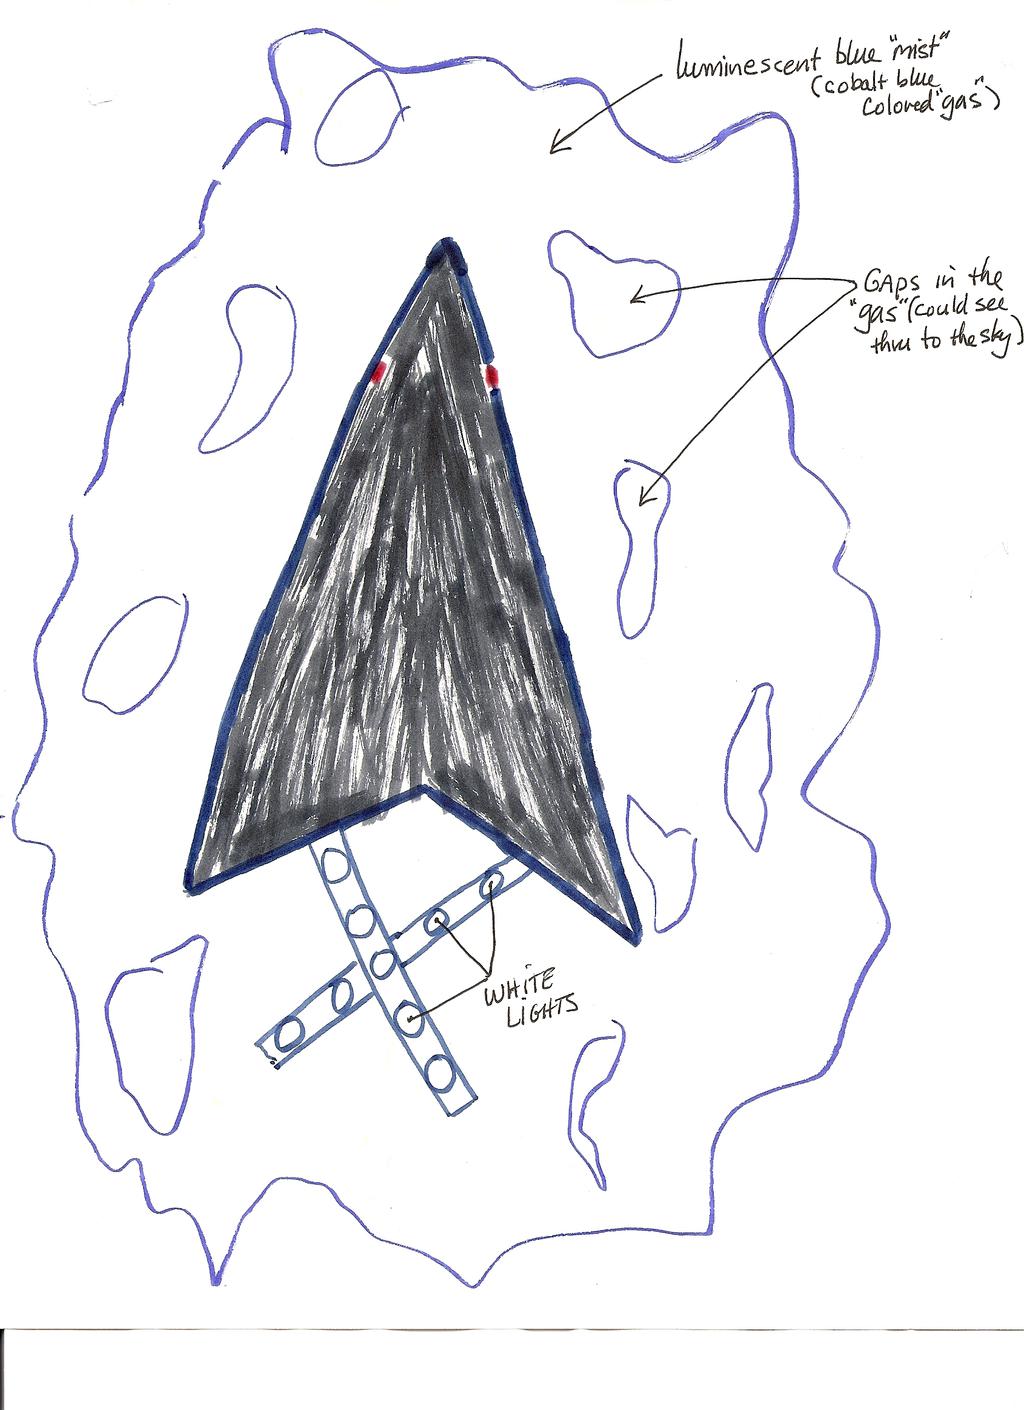 luminescent blue "mist"
(cobalt blue
colored "gas")
GAPS in the
"gas" (could see
thru to the sky)
WHITE
LIGHTS